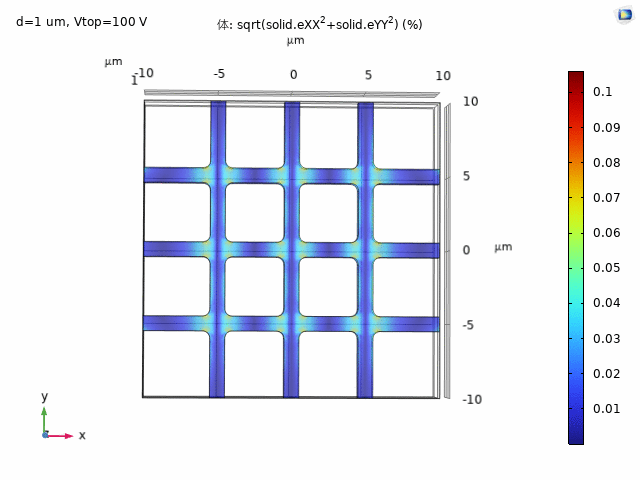 d=1 um, Vtop=100 V
体: sqrt(solid.eXX²+solid.eYY²) (%)
μm
μm
1
-10 -5 0 5 10
10
5
0
-5
-10
μm
0.1
0.09
0.08
0.07
0.06
0.05
0.04
0.03
0.02
0.01
y
z
x